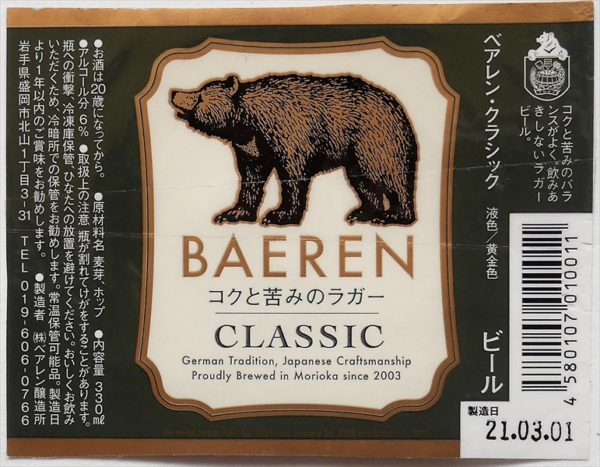 ●お酒は20歳になってから。 ●原材料名 麦芽、ホップ ●内容量 330㎖
●アルコール分 6% ●取扱上の注意 瓶が割れてけがをすることがあります。
瓶への衝撃、冷凍庫保管、ひなたへの放置を避けてください。おいしくお飲み
いただくため、冷暗所での保管をお勧めします。常温保管可能品。製造日
より1年以内のご賞味をお勧めします。 ●製造者 ㈱ベアレン醸造所
岩手県盛岡市北山1丁目3-31 TEL 019-606-0766
BAEREN
コクと苦みのラガー
CLASSIC
German Tradition, Japanese Craftsmanship
Proudly Brewed in Morioka since 2003
コクと苦みのバラ
ンスがよく、飲みあ
きしないラガー
ビール。
ベアレン・クラシック 液色/黄金色
ビール
4580107010011
製造日
21.03.01